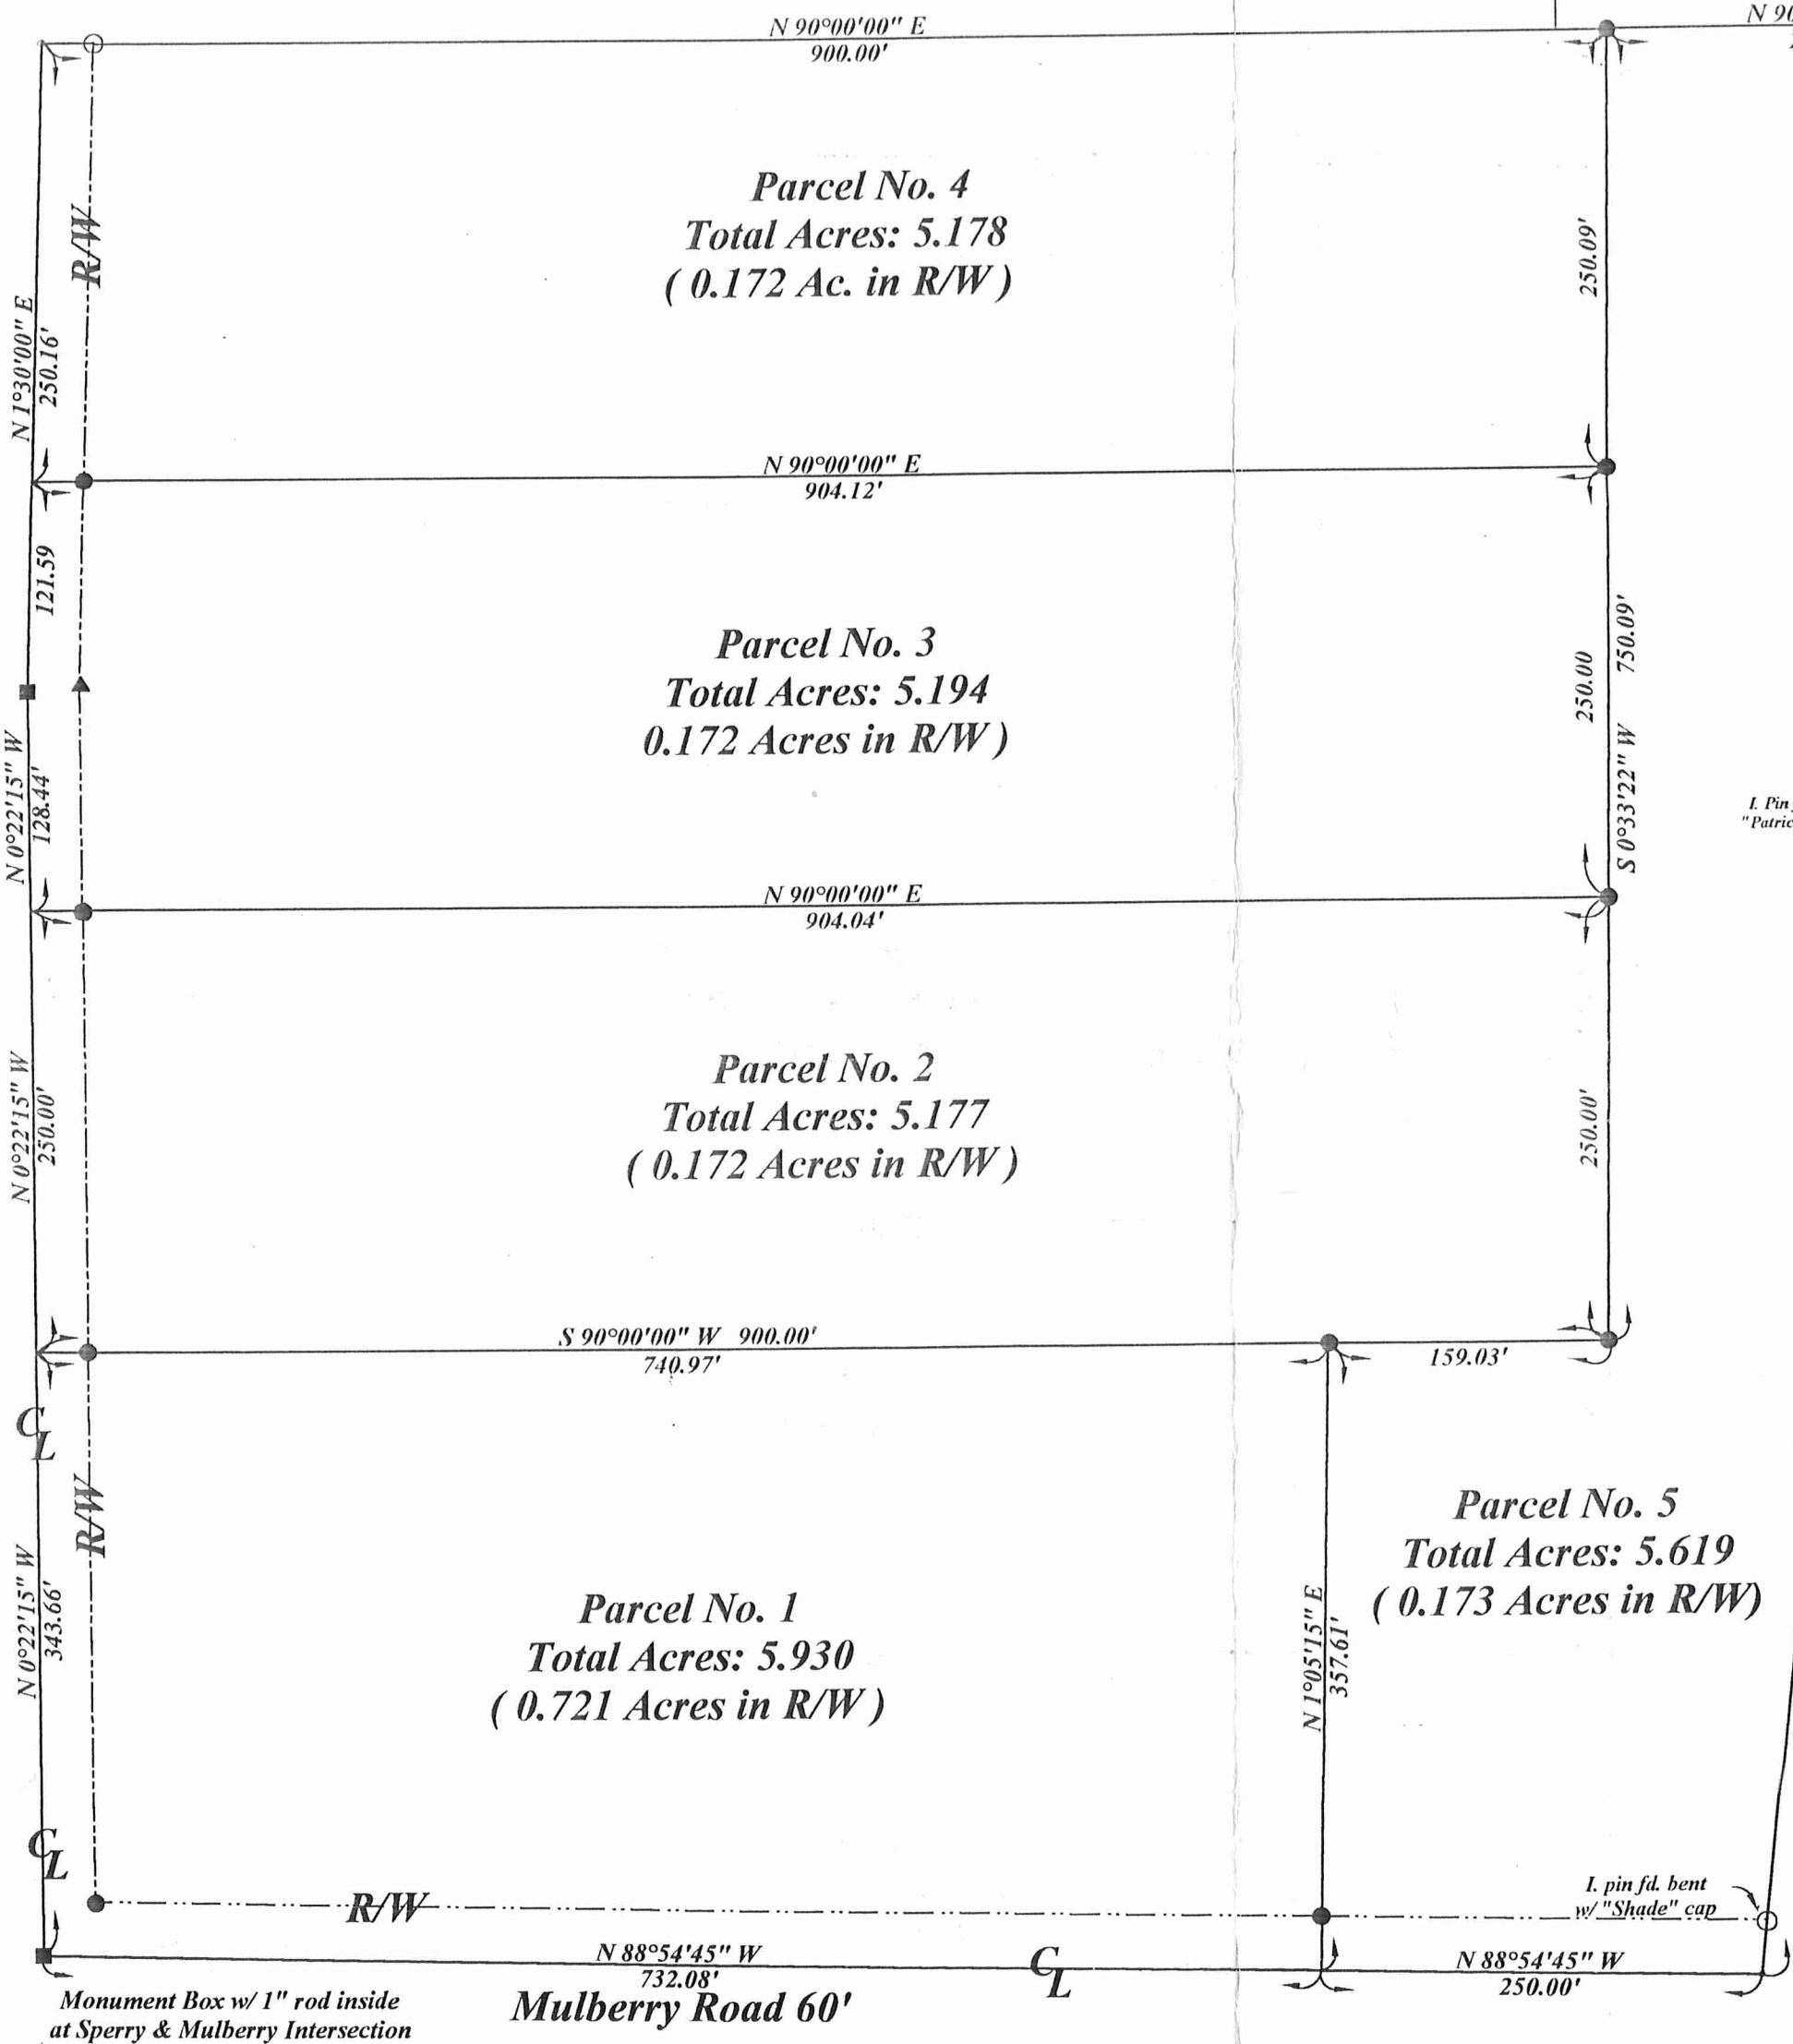 N 90°00'00" E
900.00'
N 90
R/W
Parcel No. 4
Total Acres: 5.178
( 0.172 Ac. in R/W )
N 1°30'00" E
250.16'
250.09'
N 90°00'00" E
904.12'
121.59
Parcel No. 3
Total Acres: 5.194
0.172 Acres in R/W )
250.00
S 0°33'22" W 750.09'
N 0°22'15" W
128.44'
I. Pin
"Patric
N 90°00'00" E
904.04'
Parcel No. 2
Total Acres: 5.177
( 0.172 Acres in R/W )
N 0°22'15" W
250.00'
250.00'
S 90°00'00" W 900.00'
740.97'
159.03'
CL
R/W
Parcel No. 5
Total Acres: 5.619
( 0.173 Acres in R/W)
N 0°22'15" W
343.66'
Parcel No. 1
Total Acres: 5.930
( 0.721 Acres in R/W )
N 1°05'15" E
357.61'
CL
R/W
I. pin fd. bent
w/ "Shade" cap
N 88°54'45" W
732.08'
CL
N 88°54'45" W
250.00'
Monument Box w/ 1" rod inside
at Sperry & Mulberry Intersection
Mulberry Road 60'